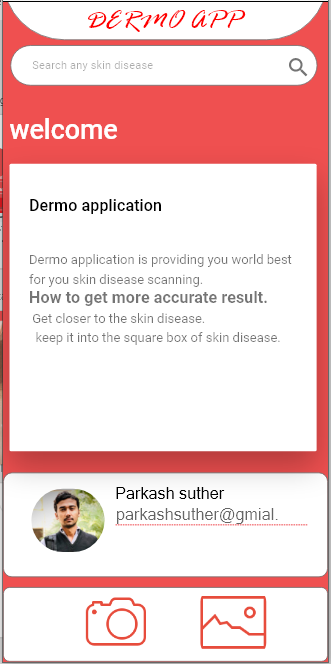 DERMO APP
Search any skin disease
welcome
Dermo application
Dermo application is providing you world best
for you skin disease scanning.
How to get more accurate result.
Get closer to the skin disease.
keep it into the square box of skin disease.
Parkash suther
parkashsuther@gmial.